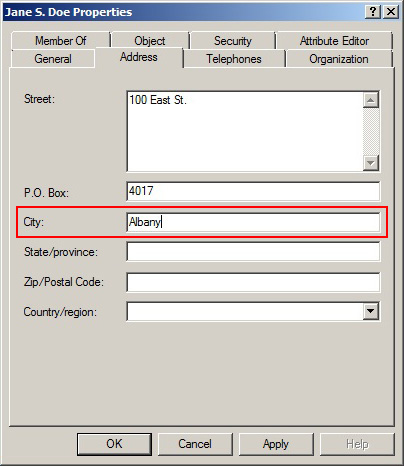 Jane S. Doe Properties
Member Of Object Security Attribute Editor
General Address Telephones Organization
Street: 100 East St.
P.O. Box: 4017
City: Albany
State/province:
Zip/Postal Code:
Country/region:
OK Cancel Apply Help